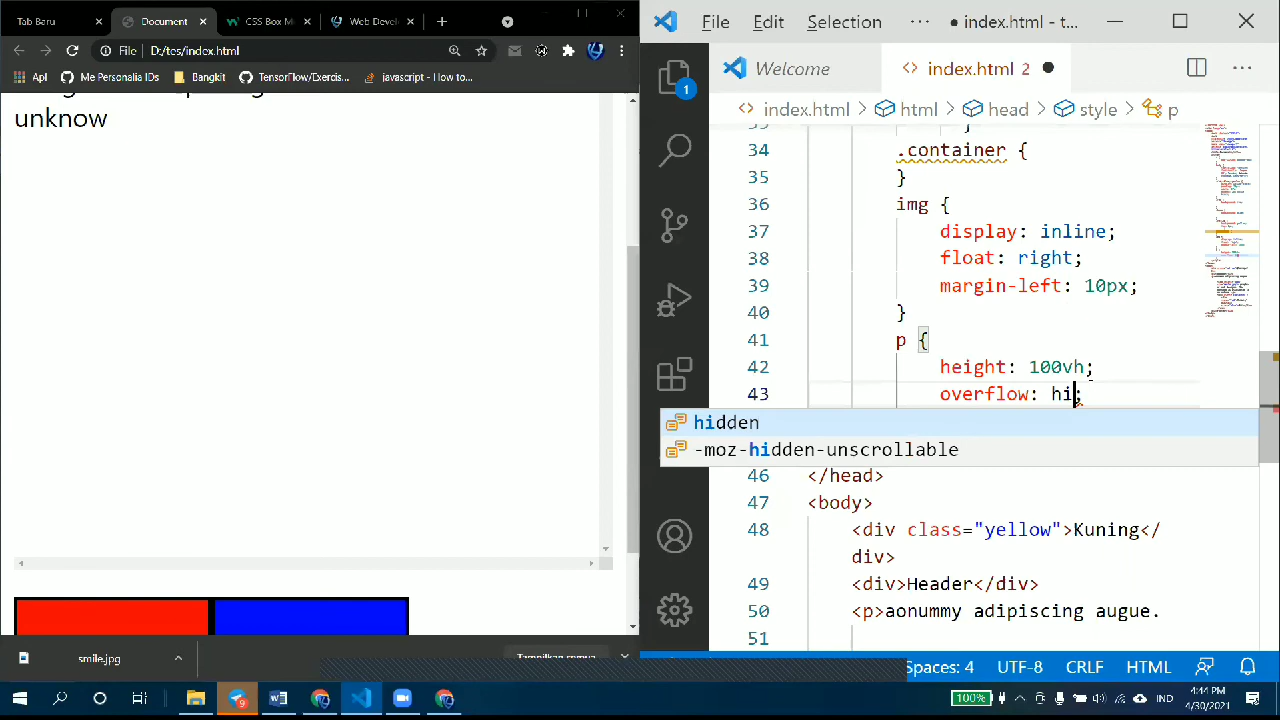 Tab Baru
Document
CSS Box M
Web Devel
File D:/tes/index.html
Apl
Me Personalia IDs
Bangkit
TensorFlow/Exercis...
javascript - How to...
unknow
smile.jpg
File Edit Selection ··· index.html - t...
Welcome
index.html 2
index.html > html > head > style > p
1
34 .container {
35 }
36 img {
37 display: inline;
38 float: right;
39 margin-left: 10px;
40 }
41 p {
42 height: 100vh;
43 overflow: hi;
hidden
-moz-hidden-unscrollable
46 </head>
47 <body>
48 <div class="yellow">Kuning</
div>
49 <div>Header</div>
50 <p>aonummy adipiscing augue.
51
Spaces: 4 UTF-8 CRLF HTML
9
100%
IND
4:44 PM
4/30/2021